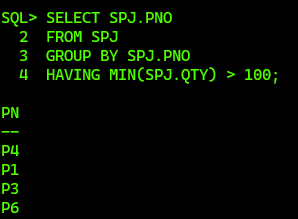 SQL> SELECT SPJ.PNO
  2  FROM SPJ
  3  GROUP BY SPJ.PNO
  4  HAVING MIN(SPJ.QTY) > 100;
PN
--
P4
P1
P3
P6